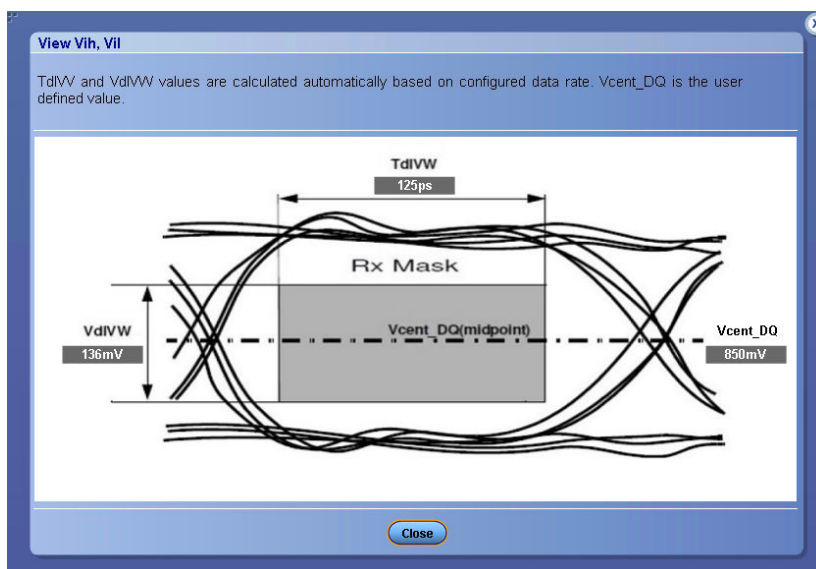 View Vih, Vil
TdIVV and VdIVW values are calculated automatically based on configured data rate. Vcent_DQ is the user
defined value.
TdIVW
125ps
Rx Mask
VdIVW
136mV
Vcent_DQ(midpoint)
Vcent_DQ
850mV
Close